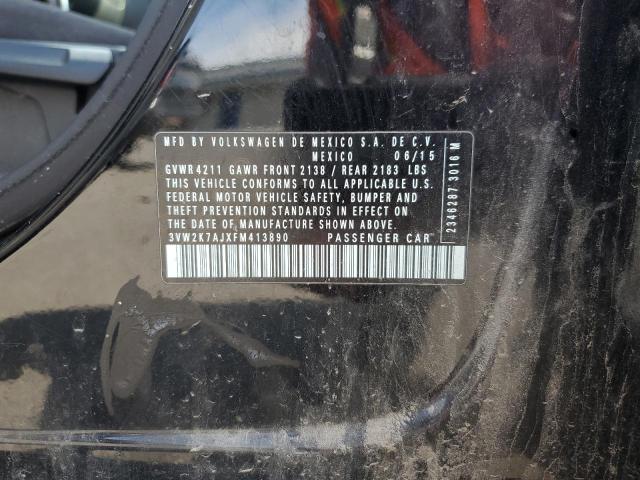 MFD BY VOLKSWAGEN DE MEXICO S.A. DE C.V.
MEXICO 06/15
GVWR 4211 GAWR FRONT 2138 / REAR 2183 LBS
THIS VEHICLE CONFORMS TO ALL APPLICABLE U.S.
FEDERAL MOTOR VEHICLE SAFETY, BUMPER AND
THEFT PREVENTION STANDARDS IN EFFECT ON
THE DATE OF MANUFACTURE SHOWN ABOVE.
3VW2K7AJXFM413890 PASSENGER CAR
2346287 3016 M